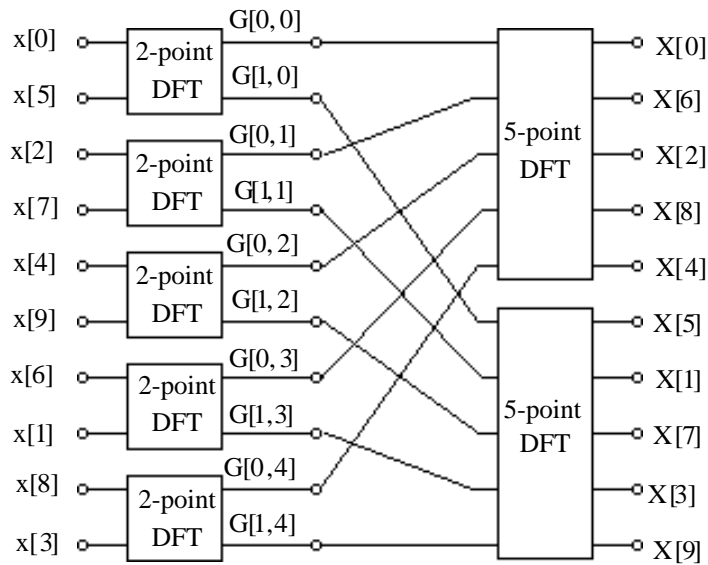 x[0]
2-point
DFT
G[0, 0]
X[0]
x[5]
G[1, 0]
X[6]
x[2]
2-point
DFT
G[0, 1]
5-point
DFT
X[2]
x[7]
G[1, 1]
X[8]
x[4]
2-point
DFT
G[0, 2]
X[4]
x[9]
G[1, 2]
X[5]
x[6]
2-point
DFT
G[0, 3]
X[1]
x[1]
G[1, 3]
5-point
DFT
X[7]
x[8]
2-point
DFT
G[0, 4]
X[3]
x[3]
G[1, 4]
X[9]